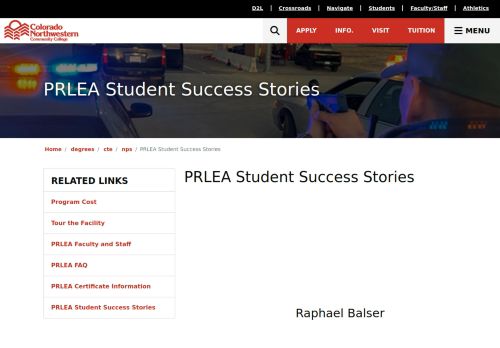 D2L | Crossroads | Navigate | Students | Faculty/Staff | Athletics
Colorado
Northwestern
Community College
APPLY INFO. VISIT TUITION MENU
PRLEA Student Success Stories
Home / degrees / cte / nps / PRLEA Student Success Stories
RELATED LINKS
Program Cost
Tour the Facility
PRLEA Faculty and Staff
PRLEA FAQ
PRLEA Certificate Information
PRLEA Student Success Stories
PRLEA Student Success Stories
Raphael Balser